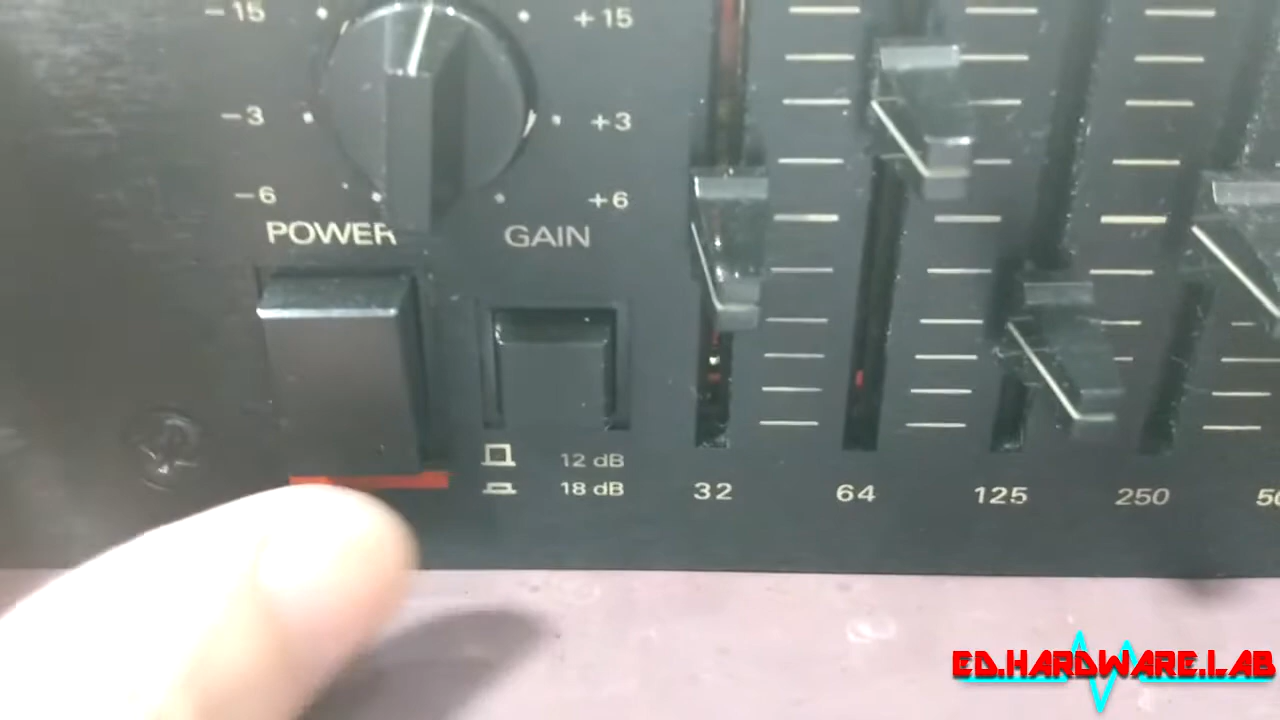 −15 +15
−3 +3
−6 +6
POWER GAIN
12 dB
18 dB
32 64 125 250
ED.HARDWARE.LAB